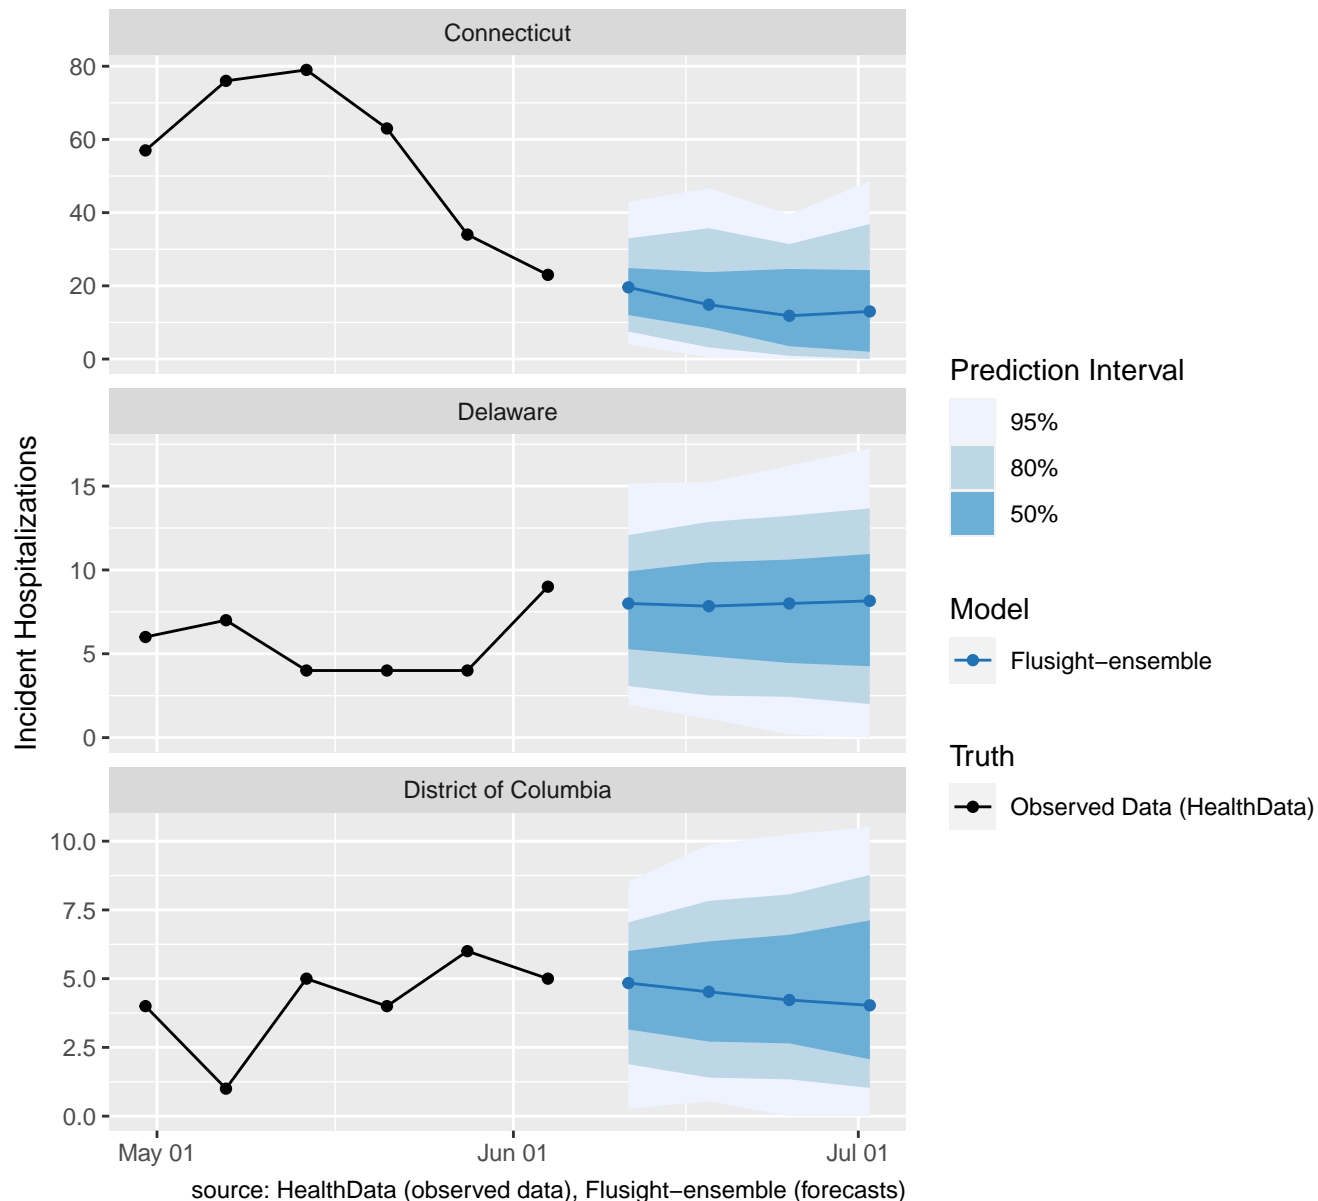 Connecticut
80
60
40
20
0
Delaware
15
10
5
0
District of Columbia
10.0
7.5
5.0
2.5
0.0
May 01
Jun 01
Jul 01
Incident Hospitalizations
source: HealthData (observed data), Flusight−ensemble (forecasts)
Prediction Interval
95%
80%
50%
Model
Flusight−ensemble
Truth
Observed Data (HealthData)